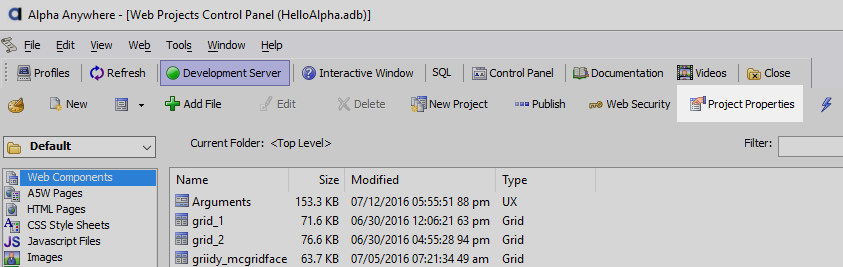 Alpha Anywhere - [Web Projects Control Panel (HelloAlpha.adb)]
File Edit Web Tools Window Help
Profiles Refresh Development Server Interactive Window SQL Control Panel Documentation Videos Close
New Add File Edit Delete New Project Publish Web Security Project Properties
Default Current Folder: <Top Level> Filter:
Web Components
A5W Pages
HTML Pages
CSS Style Sheets
JS Javascript Files
Images
Name Size Modified Type
Arguments 153.3 KB 07/12/2016 05:55:51 88 pm UX
grid_1 71.6 KB 06/30/2016 12:06:21 63 pm Grid
grid_2 76.6 KB 06/30/2016 04:55:28 94 pm Grid
griidy_mcgridface 63.7 KB 07/05/2016 07:21:34 49 am Grid